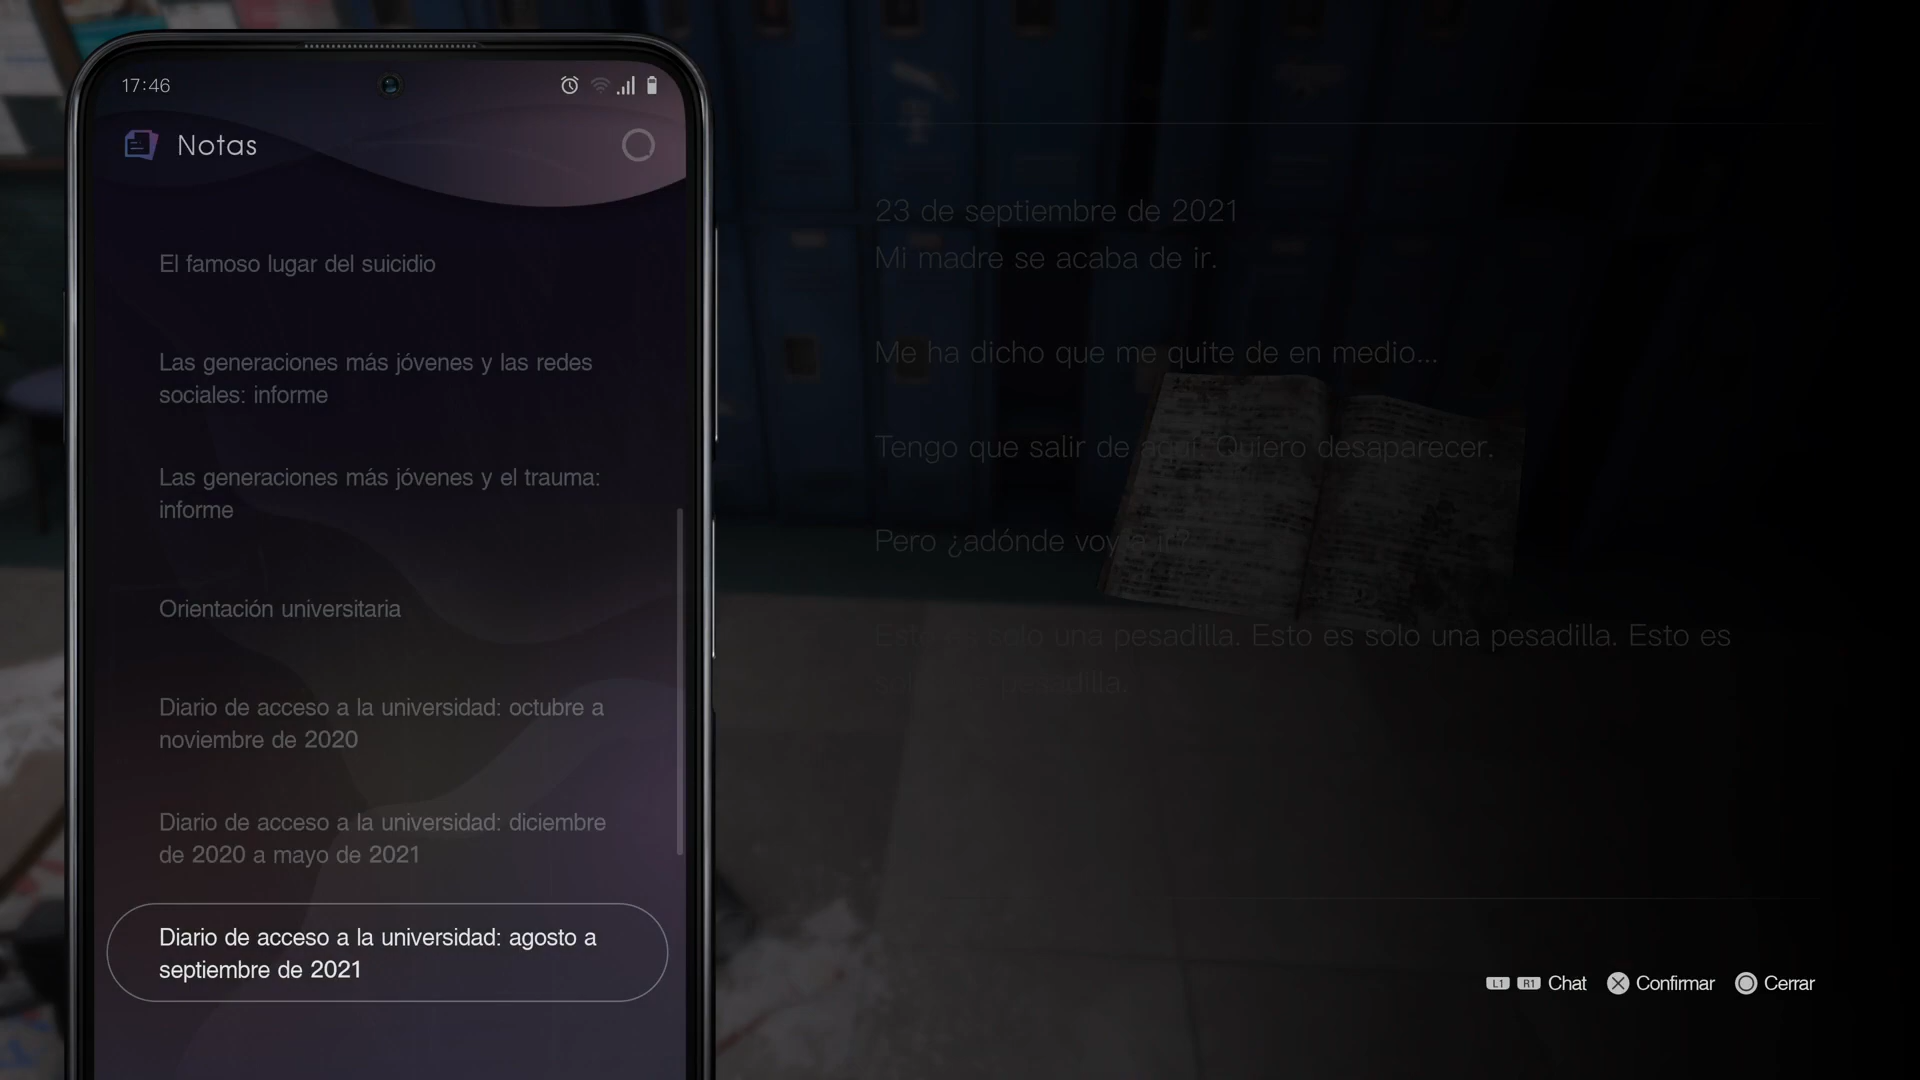 17:46
Notas
El famoso lugar del suicidio
Las generaciones más jóvenes y las redes
sociales: informe
Las generaciones más jóvenes y el trauma:
informe
Orientación universitaria
Diario de acceso a la universidad: octubre a
noviembre de 2020
Diario de acceso a la universidad: diciembre
de 2020 a mayo de 2021
Diario de acceso a la universidad: agosto a
septiembre de 2021
23 de septiembre de 2021
Mi madre se acaba de ir.
Me ha dicho que me quite de en medio...
Tengo que salir de aquí. Quiero desaparecer.
Pero ¿adónde voy a ir?
Esto es solo una pesadilla. Esto es solo una pesadilla. Esto es
solo una pesadilla.
L1 R1 Chat Confirmar Cerrar